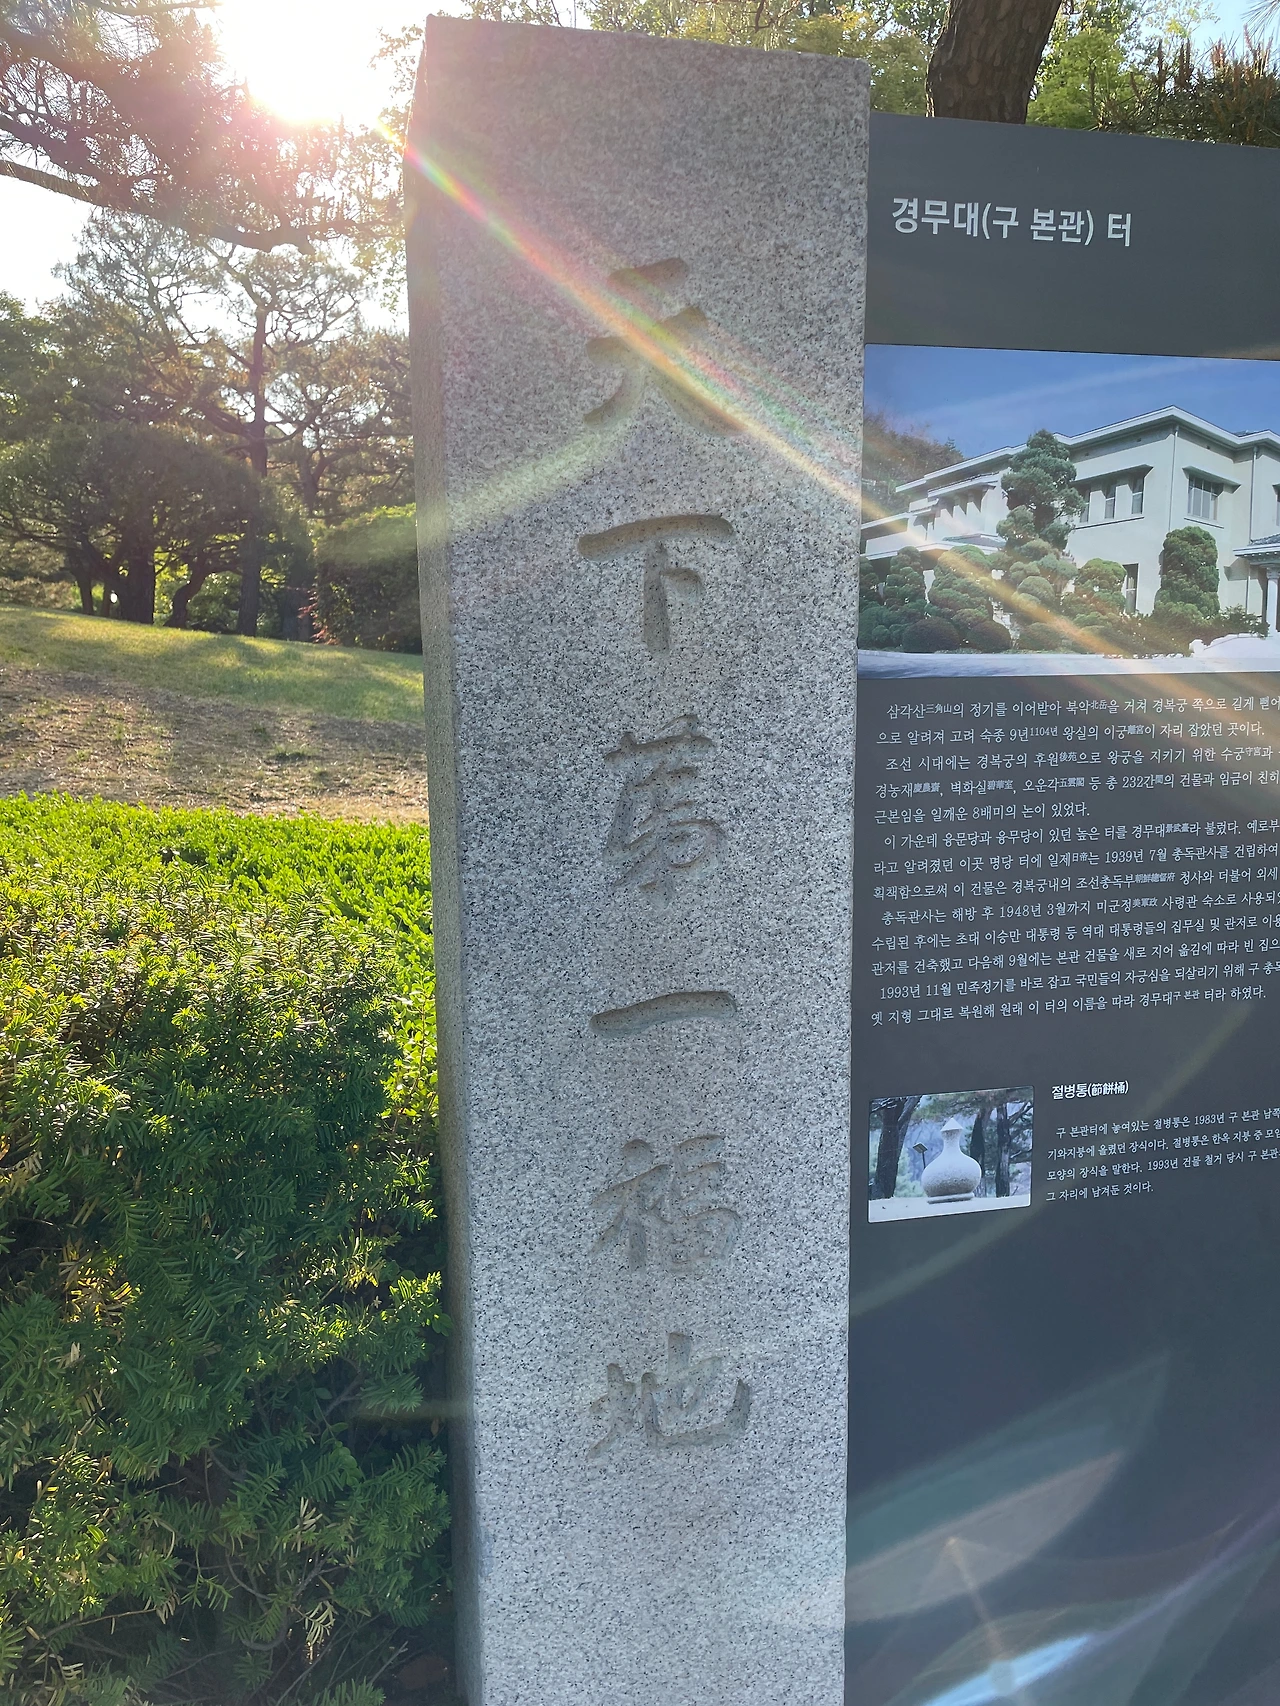 天下第一福地
경무대(구 본관) 터
삼각산三角山의 정기를 이어받아 북악北岳을 거쳐 경복궁 쪽으로 길게 뻗어
으로 알려져 고려 숙종 9년1104년 왕실의 이궁離宮이 자리 잡았던 곳이다.
조선 시대에는 경복궁의 후원後苑으로 왕궁을 지키기 위한 수궁守宮과
경농재慶農齋, 벽화실碧華室, 오운각五雲閣 등 총 232간間의 건물과 임금이 친히
근본임을 일깨운 8배미의 논이 있었다.
이 가운데 융문당과 융무당이 있던 높은 터를 경무대景武臺라 불렀다. 예로부
라고 알려졌던 이곳 명당 터에 일제日帝는 1939년 7월 총독관사를 건립하여
획책함으로써 이 건물은 경복궁내의 조선총독부朝鮮總督府 청사와 더불어 외세
총독관사는 해방 후 1948년 3월까지 미군정美軍政 사령관 숙소로 사용되었
수립된 후에는 초대 이승만 대통령 등 역대 대통령들의 집무실 및 관저로 이용
관저를 건축했고 다음해 9월에는 본관 건물을 새로 지어 옮김에 따라 빈 집으
1993년 11월 민족정기를 바로 잡고 국민들의 자긍심을 되살리기 위해 구 총독
옛 지형 그대로 복원해 원래 이 터의 이름을 따라 경무대구 본관 터라 하였다.
절병통(節甁桶)
구 본관터에 놓여있는 절병통은 1983년 구 본관 남쪽
기와지붕에 올렸던 장식이다. 절병통은 한옥 지붕 중 모임
모양의 장식을 말한다. 1993년 건물 철거 당시 구 본관
그 자리에 남겨둔 것이다.